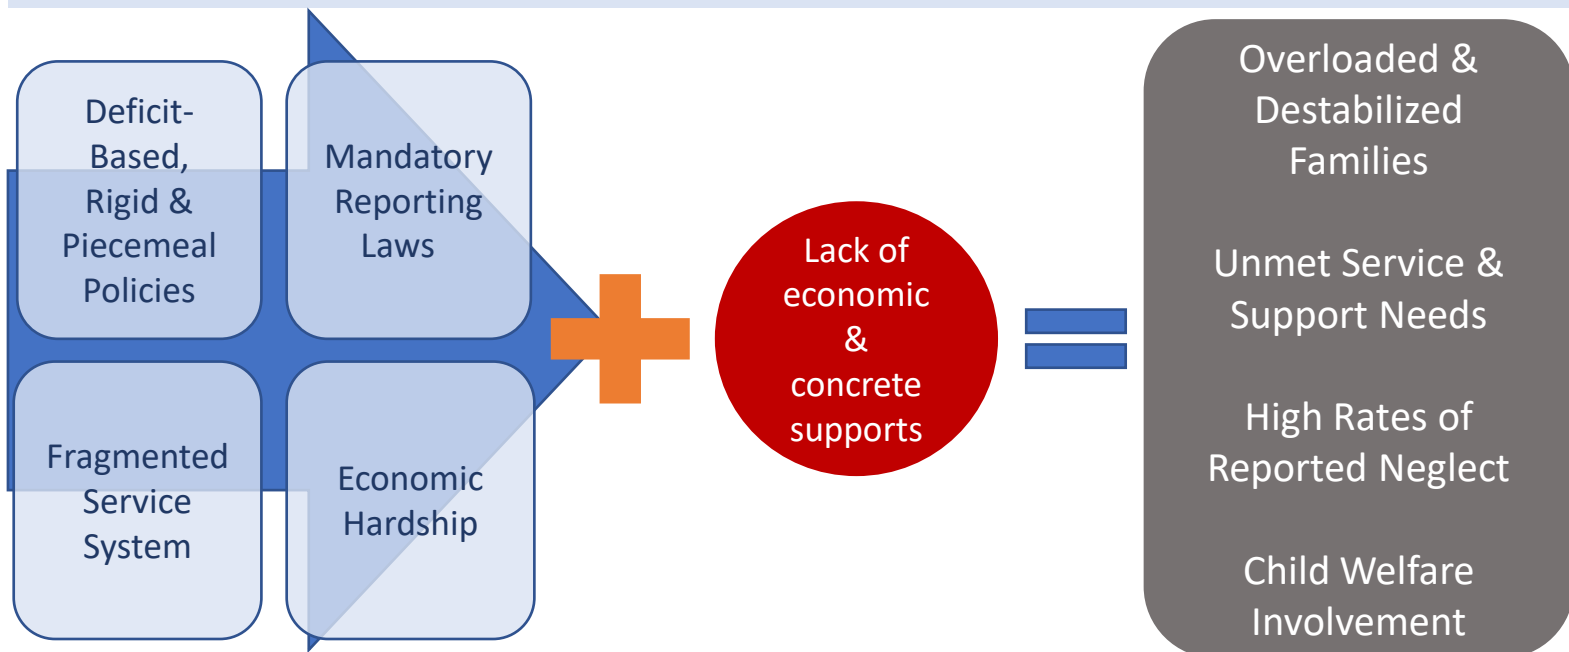 Deficit-
Based,
Rigid &
Piecemeal
Policies
Mandatory
Reporting
Laws
Fragmented
Service
System
Economic
Hardship
Lack of
economic
&
concrete
supports
Overloaded &
Destabilized
Families
Unmet Service &
Support Needs
High Rates of
Reported Neglect
Child Welfare
Involvement